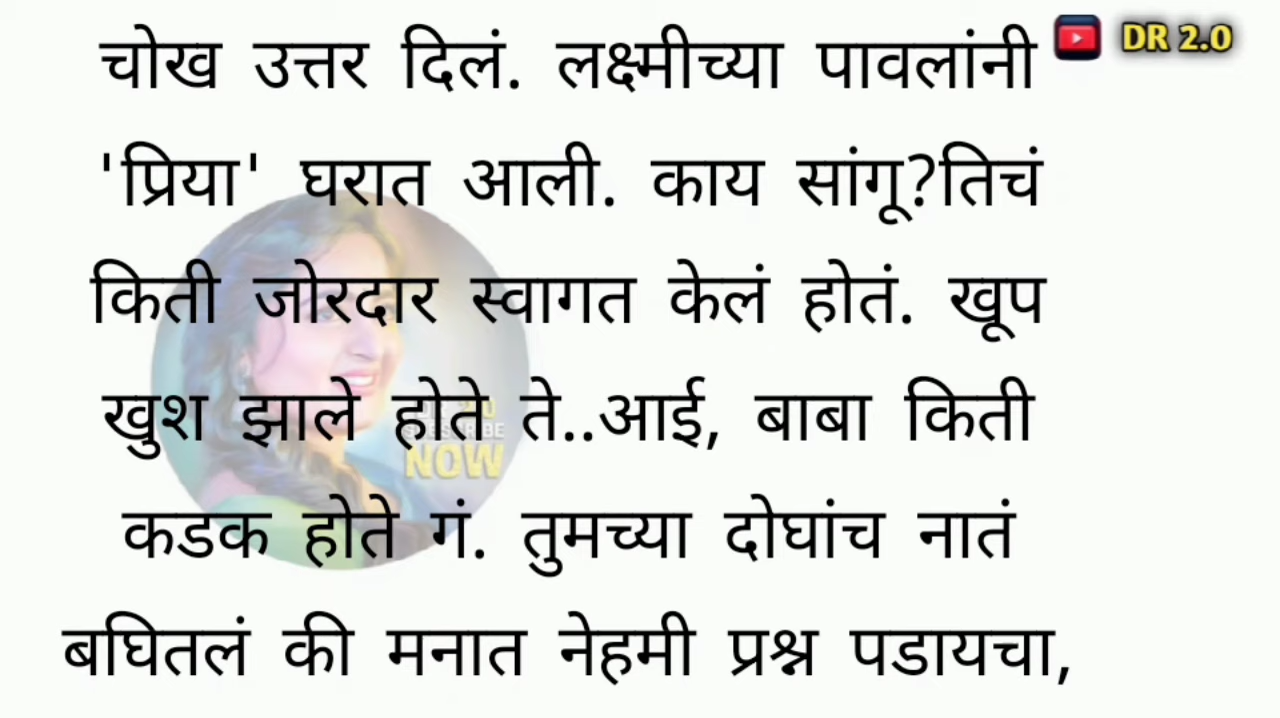 चोख उत्तर दिलं. लक्ष्मीच्या पावलांनी
DR 2.0
'प्रिया' घरात आली. काय सांगू?तिचं
किती जोरदार स्वागत केलं होतं. खूप
खुश झाले होते ते..आई, बाबा किती
कडक होते गं. तुमच्या दोघांच नातं
बघितलं की मनात नेहमी प्रश्न पडायचा,
NOW